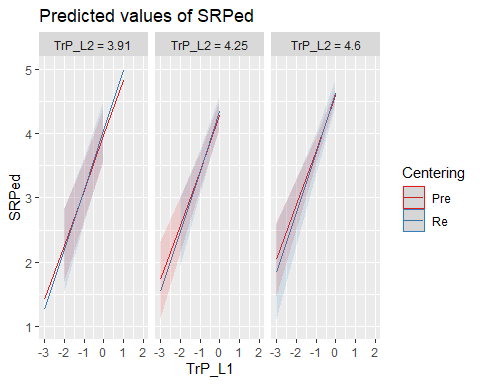 Predicted values of SRPed
TrP_L2 = 3.91 TrP_L2 = 4.25 TrP_L2 = 4.6
5
4
3
2
1
SRPed
-3 -2 -1 0 1 2 -3 -2 -1 0 1 2 -3 -2 -1 0 1 2
TrP_L1
Centering
Pre
Re